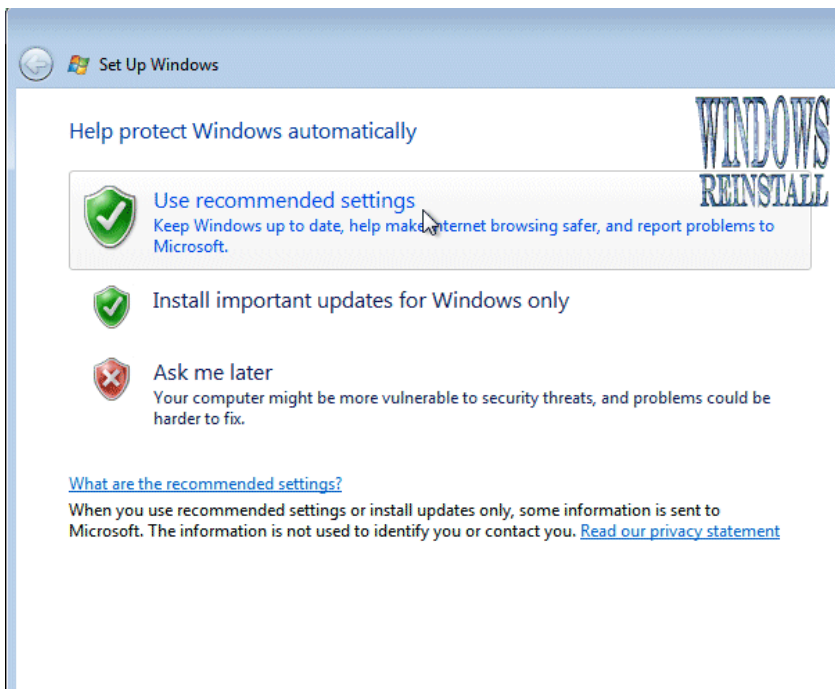 Set Up Windows
WINDOWS
REINSTALL
Help protect Windows automatically
Use recommended settings
Keep Windows up to date, help make internet browsing safer, and report problems to
Microsoft.
Install important updates for Windows only
Ask me later
Your computer might be more vulnerable to security threats, and problems could be
harder to fix.
What are the recommended settings?
When you use recommended settings or install updates only, some information is sent to
Microsoft. The information is not used to identify you or contact you. Read our privacy statement